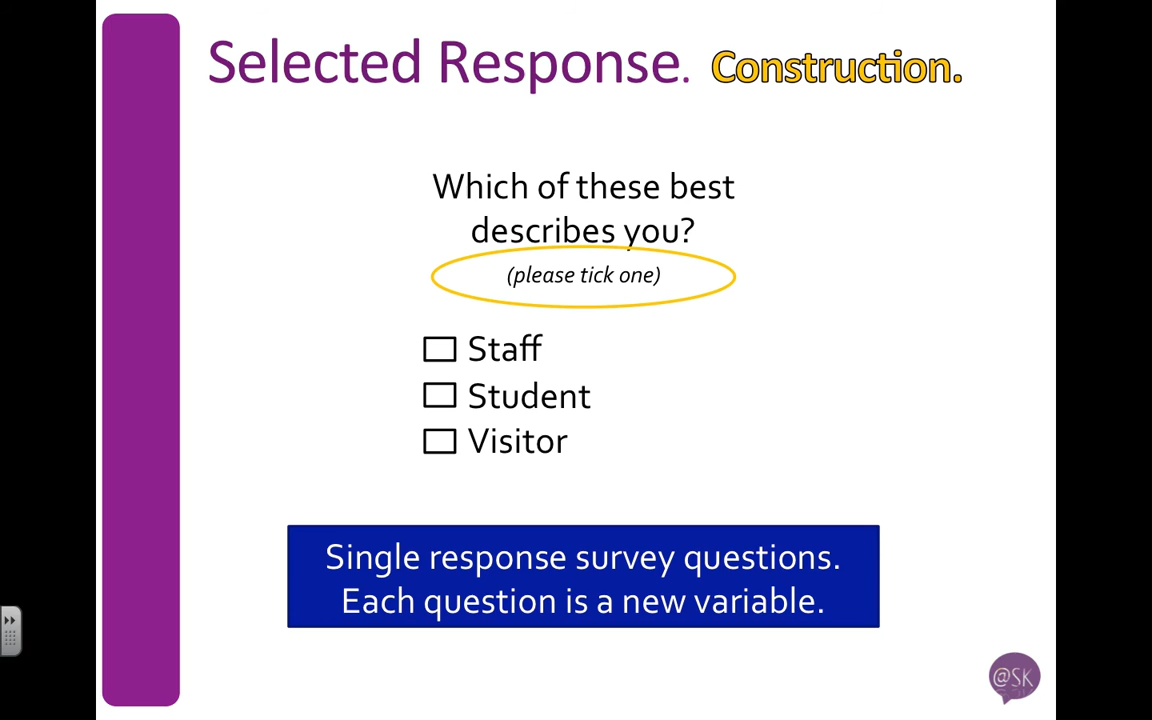 Selected Response. Construction.
Which of these best
describes you?
(please tick one)
Staff
Student
Visitor
Single response survey questions.
Each question is a new variable.
@SK